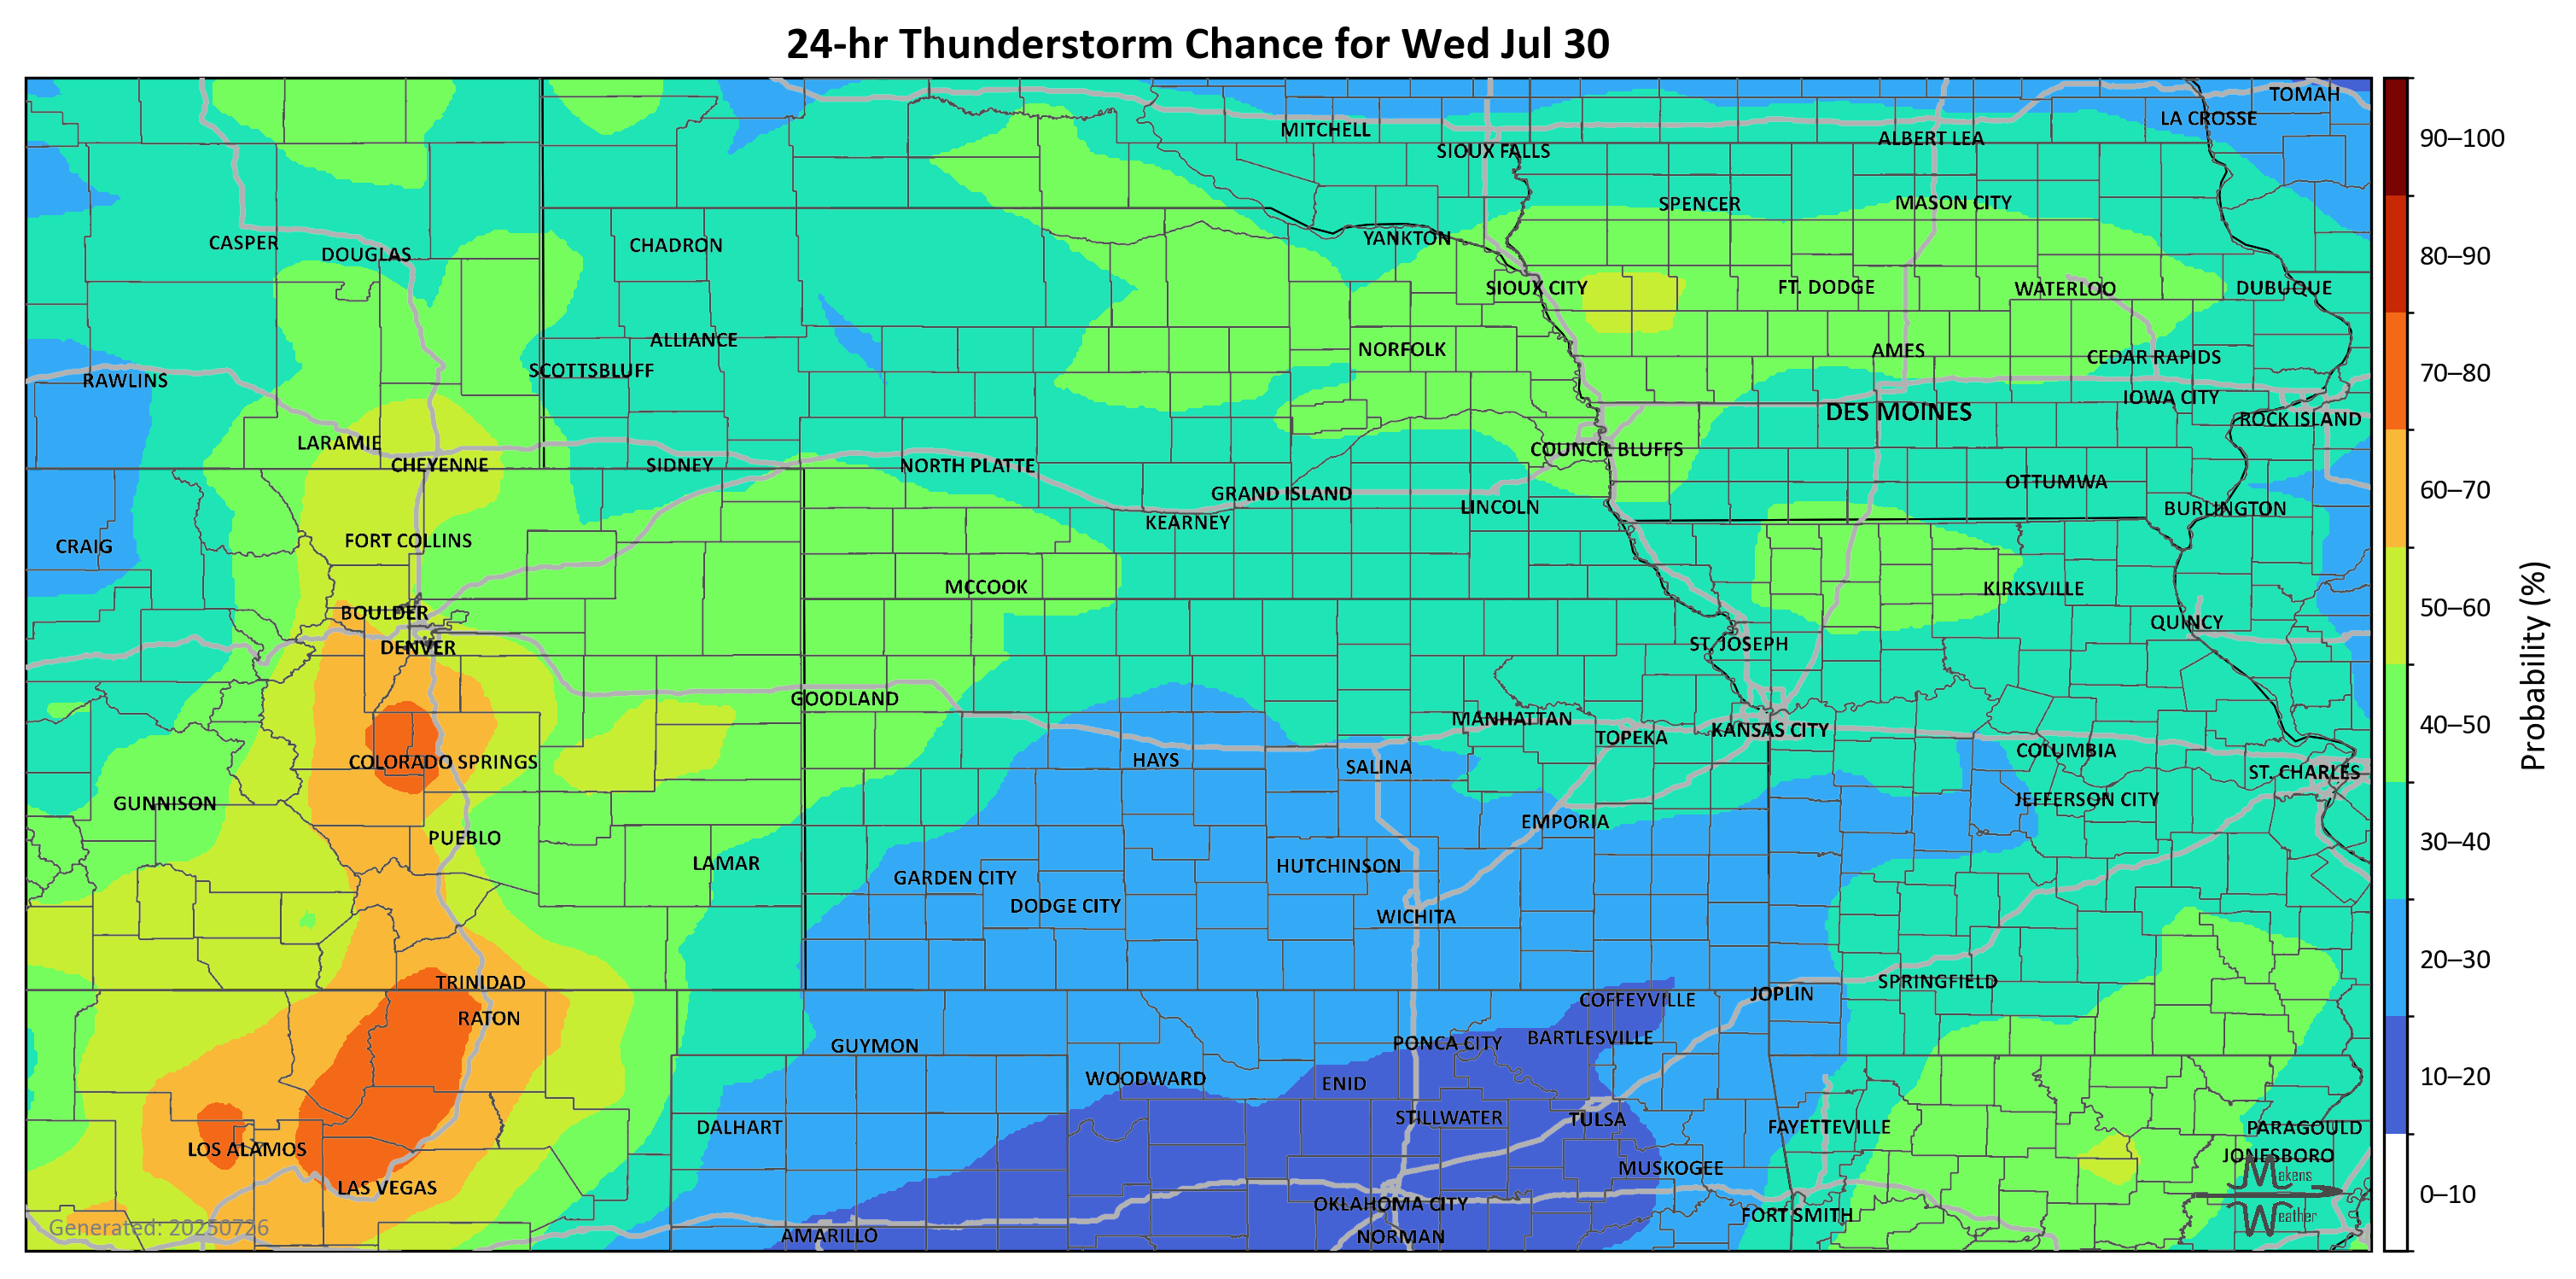 24-hr Thunderstorm Chance for Wed Jul 30
TOMAH
LA CROSSE
MITCHELL
ALBERT LEA
SIOUX FALLS
SPENCER
MASON CITY
YANKTON
CASPER
CHADRON
DOUGLAS
SIOUX CITY
FT. DODGE
WATERLOO
DUBUQUE
ALLIANCE
NORFOLK
AMES
CEDAR RAPIDS
SCOTTSBLUFF
RAWLINS
IOWA CITY
DES MOINES
ROCK ISLAND
LARAMIE
COUNCIL BLUFFS
CHEYENNE
SIDNEY
NORTH PLATTE
OTTUMWA
GRAND ISLAND
LINCOLN
BURLINGTON
KEARNEY
FORT COLLINS
CRAIG
MCCOOK
KIRKSVILLE
BOULDER
QUINCY
DENVER
ST. JOSEPH
GOODLAND
MANHATTAN
KANSAS CITY
TOPEKA
COLUMBIA
COLORADO SPRINGS
HAYS
SALINA
ST. CHARLES
GUNNISON
JEFFERSON CITY
EMPORIA
PUEBLO
LAMAR
HUTCHINSON
GARDEN CITY
DODGE CITY
WICHITA
TRINIDAD
SPRINGFIELD
JOPLIN
COFFEYVILLE
RATON
BARTLESVILLE
PONCA CITY
GUYMON
WOODWARD
ENID
STILLWATER
TULSA
DALHART
FAYETTEVILLE
PARAGOULD
LOS ALAMOS
JONESBORO
MUSKOGEE
LAS VEGAS
OKLAHOMA CITY
FORT SMITH
AMARILLO
NORMAN
Generated: 20250726
Makens
Weather
90–100
80–90
70–80
60–70
50–60
40–50
30–40
20–30
10–20
0–10
Probability (%)